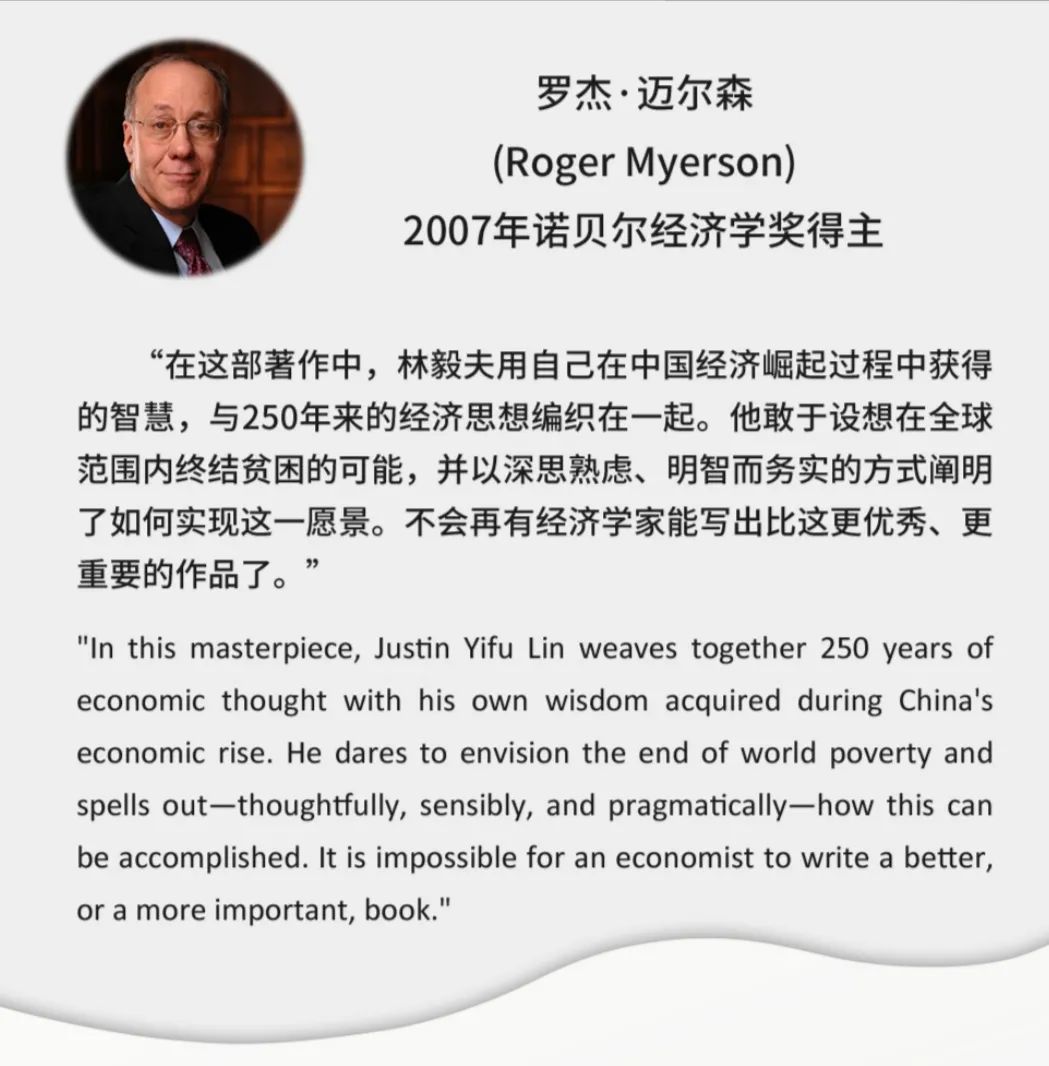 罗杰·迈尔森
(Roger Myerson)
2007年诺贝尔经济学奖得主
“在这部著作中，林毅夫用自己在中国经济崛起过程中获得
的智慧，与250年来的经济思想编织在一起。他敢于设想在全球
范围内终结贫困的可能，并以深思熟虑、明智而务实的方式阐明
了如何实现这一愿景。不会再有经济学家能写出比这更优秀、更
重要的作品了。”
"In this masterpiece, Justin Yifu Lin weaves together 250 years of
economic thought with his own wisdom acquired during China's
economic rise. He dares to envision the end of world poverty and
spells out—thoughtfully, sensibly, and pragmatically—how this can
be accomplished. It is impossible for an economist to write a better,
or a more important, book."